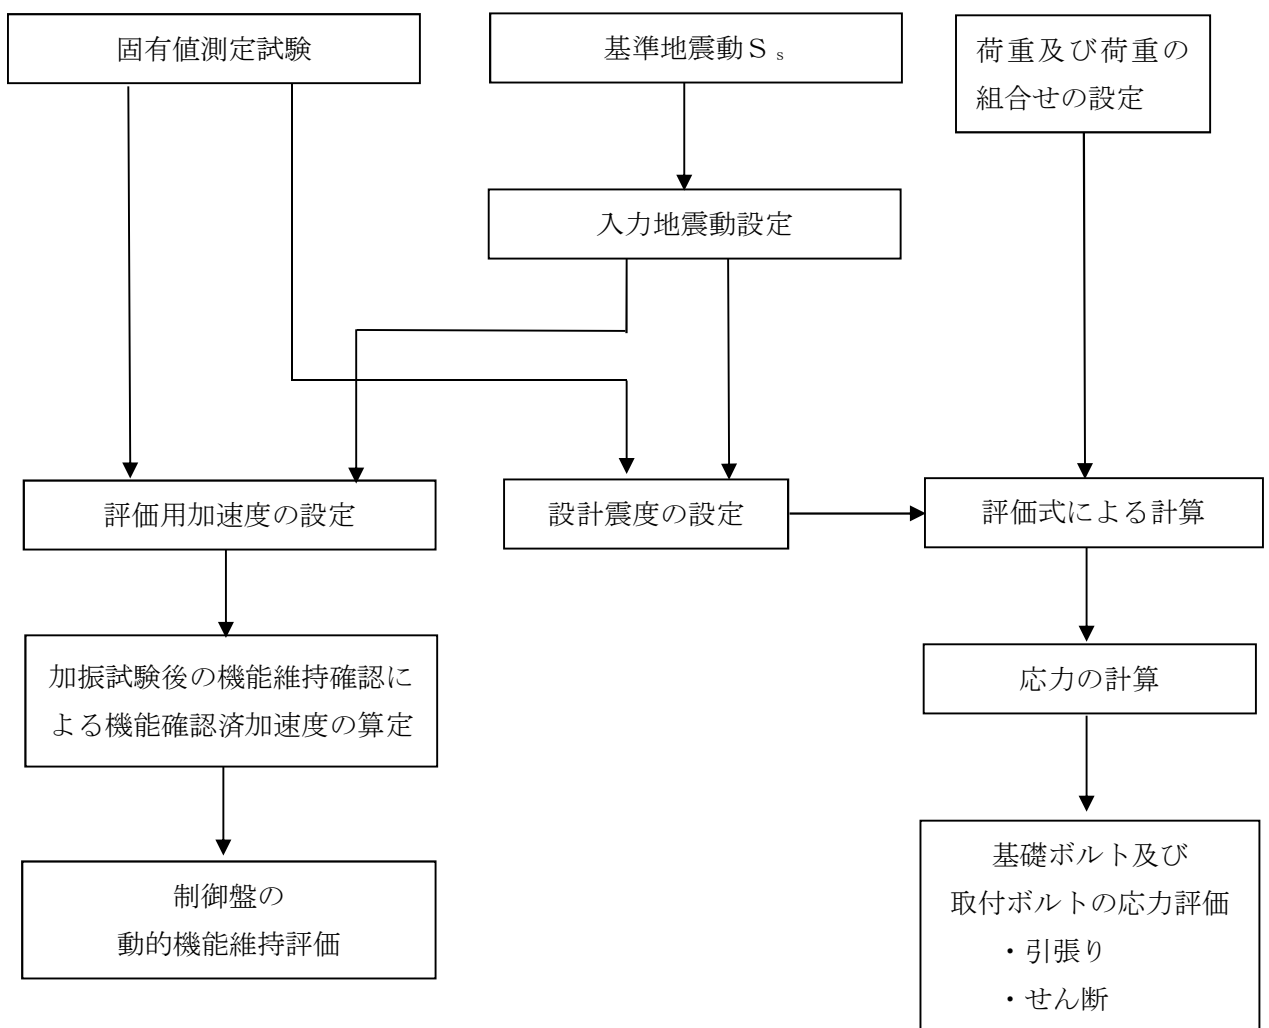 固有値測定試験
基準地震動Ｓｓ
荷重及び荷重の
組合せの設定
入力地震動設定
評価用加速度の設定
設計震度の設定
評価式による計算
加振試験後の機能維持確認に
よる機能確認済加速度の算定
応力の計算
制御盤の
動的機能維持評価
基礎ボルト及び
取付ボルトの応力評価
・引張り
・せん断